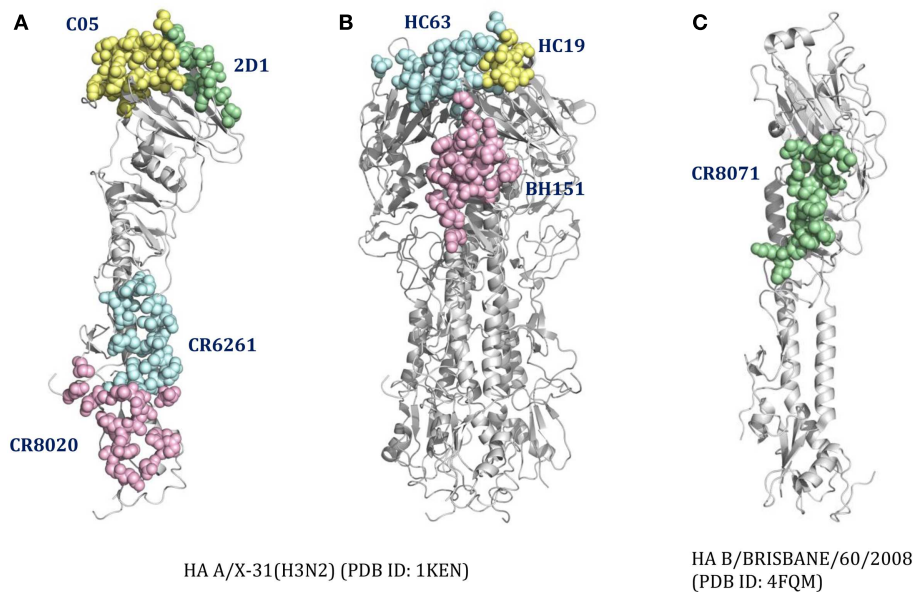 A
C05
2D1
CR6261
CR8020
B
HC63
HC19
BH151
C
CR8071
HA A/X-31(H3N2) (PDB ID: 1KEN)
HA B/BRISBANE/60/2008
(PDB ID: 4FQM)